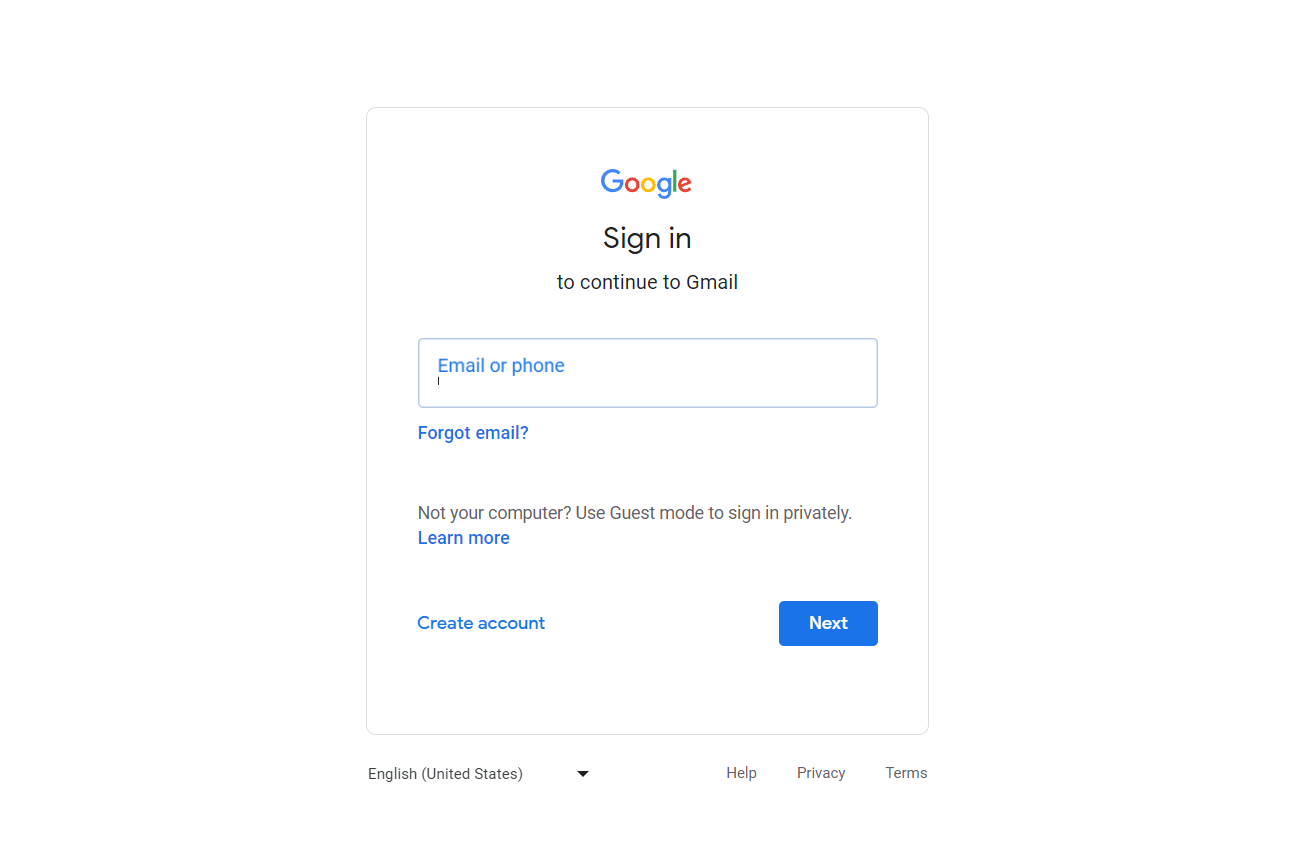 Google
Sign in
to continue to Gmail
Email or phone
Forgot email?
Not your computer? Use Guest mode to sign in privately.
Learn more
Create account
Next
English (United States)
Help
Privacy
Terms